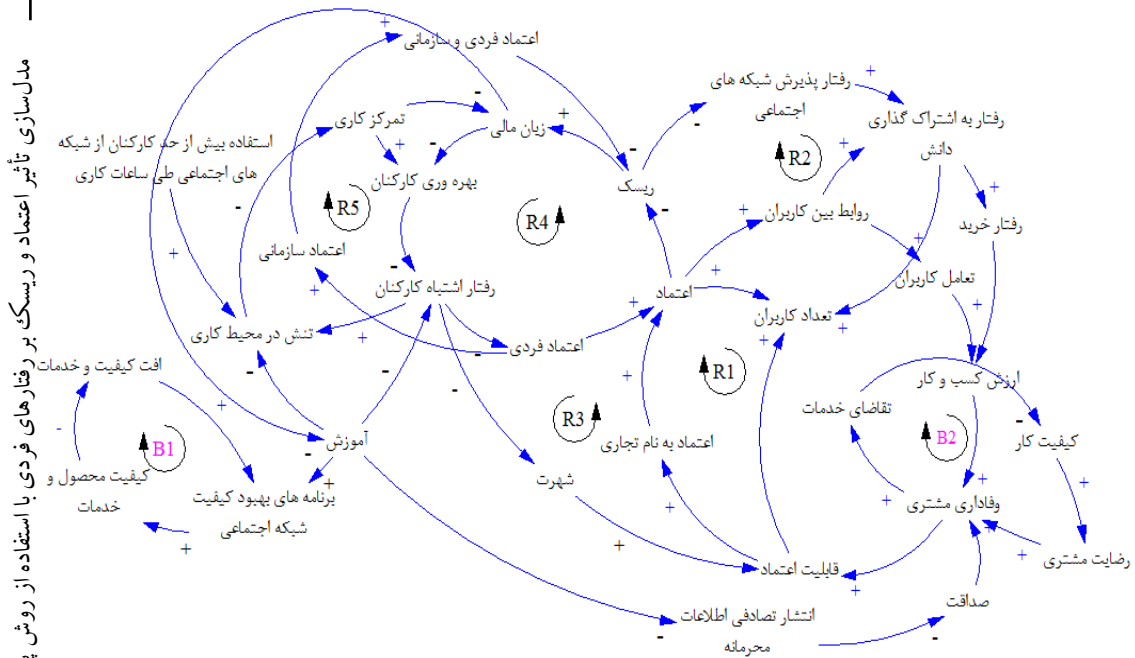 مدل‌سازی تأثیر اعتماد و ریسک بر رفتارهای فردی با استفاده از روش
اعتماد فردی و سازمانی
رفتار پذیرش شبکه های
اجتماعی
رفتار به اشتراک گذاری
دانش
تمرکز کاری
زیان مالی
استفاده بیش از حد کارکنان از شبکه
های اجتماعی طی ساعات کاری
بهره وری کارکنان
ریسک
روابط بین کاربران
رفتار خرید
R2
R5
R4
اعتماد سازمانی
تعامل کاربران
رفتار اشتباه کارکنان
اعتماد
تعداد کاربران
تنش در محیط کاری
اعتماد فردی
افت کیفیت و خدمات
R1
ارزش کسب و کار
تقاضای خدمات
R3
B1
B2
آموزش
اعتماد به نام تجاری
کیفیت کار
کیفیت محصول و
خدمات
شهرت
برنامه های بهبود کیفیت
شبکه اجتماعی
وفاداری مشتری
رضایت مشتری
قابلیت اعتماد
صداقت
انتشار تصادفی اطلاعات
محرمانه